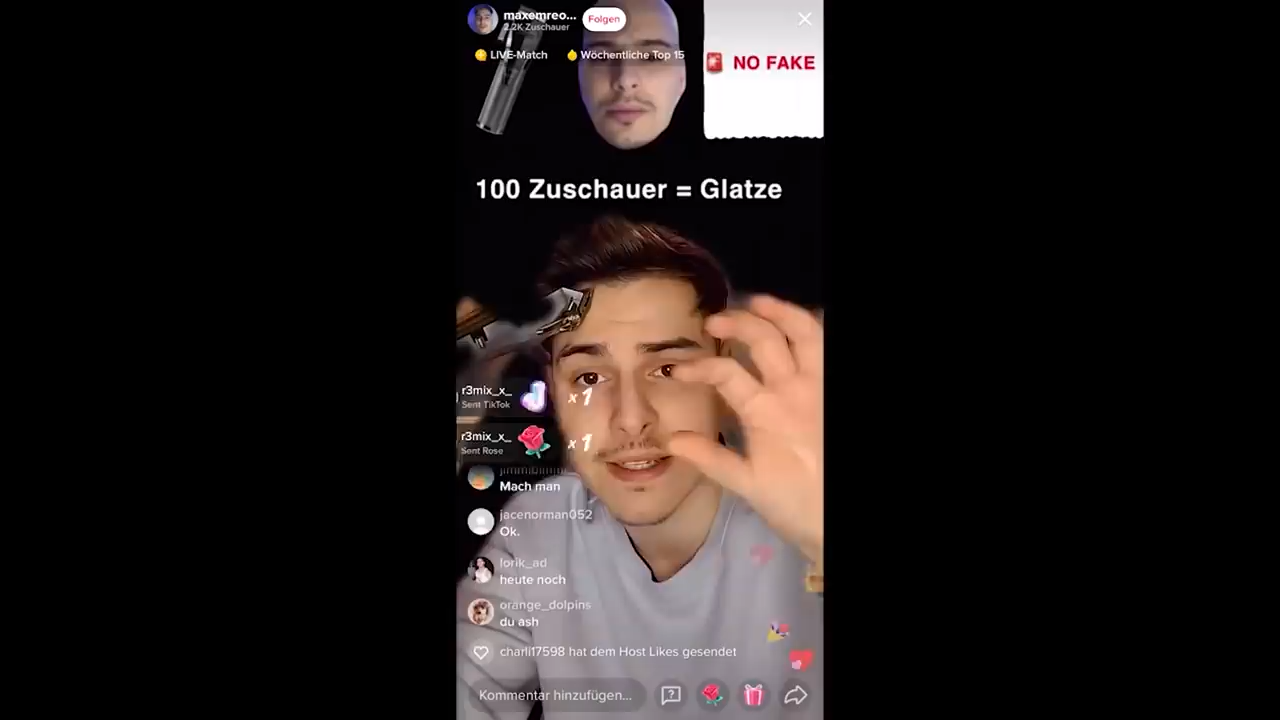 maxemreo...
Folgen
2.2K Zuschauer
LIVE-Match
Wöchentliche Top 15
NO FAKE
100 Zuschauer = Glatze
r3mix_x_
Sent TikTok
x1
r3mix_x_
Sent Rose
x1
jimmibimmi
Mach man
jacenorman052
Ok.
lorik_ad
heute noch
orange_dolpins
du ash
charli17598 hat dem Host Likes gesendet
Kommentar hinzufügen...